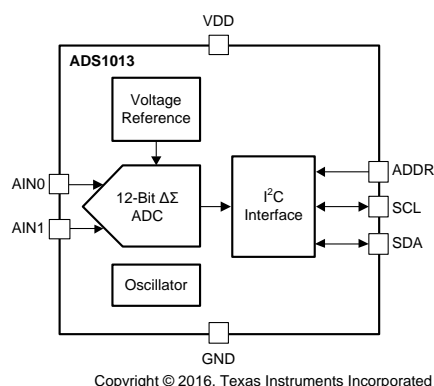 VDD
ADS1013
Voltage
Reference
AIN0
12-Bit ΔΣ
ADC
AIN1
I²C
Interface
ADDR
SCL
SDA
Oscillator
GND
Copyright © 2016, Texas Instruments Incorporated